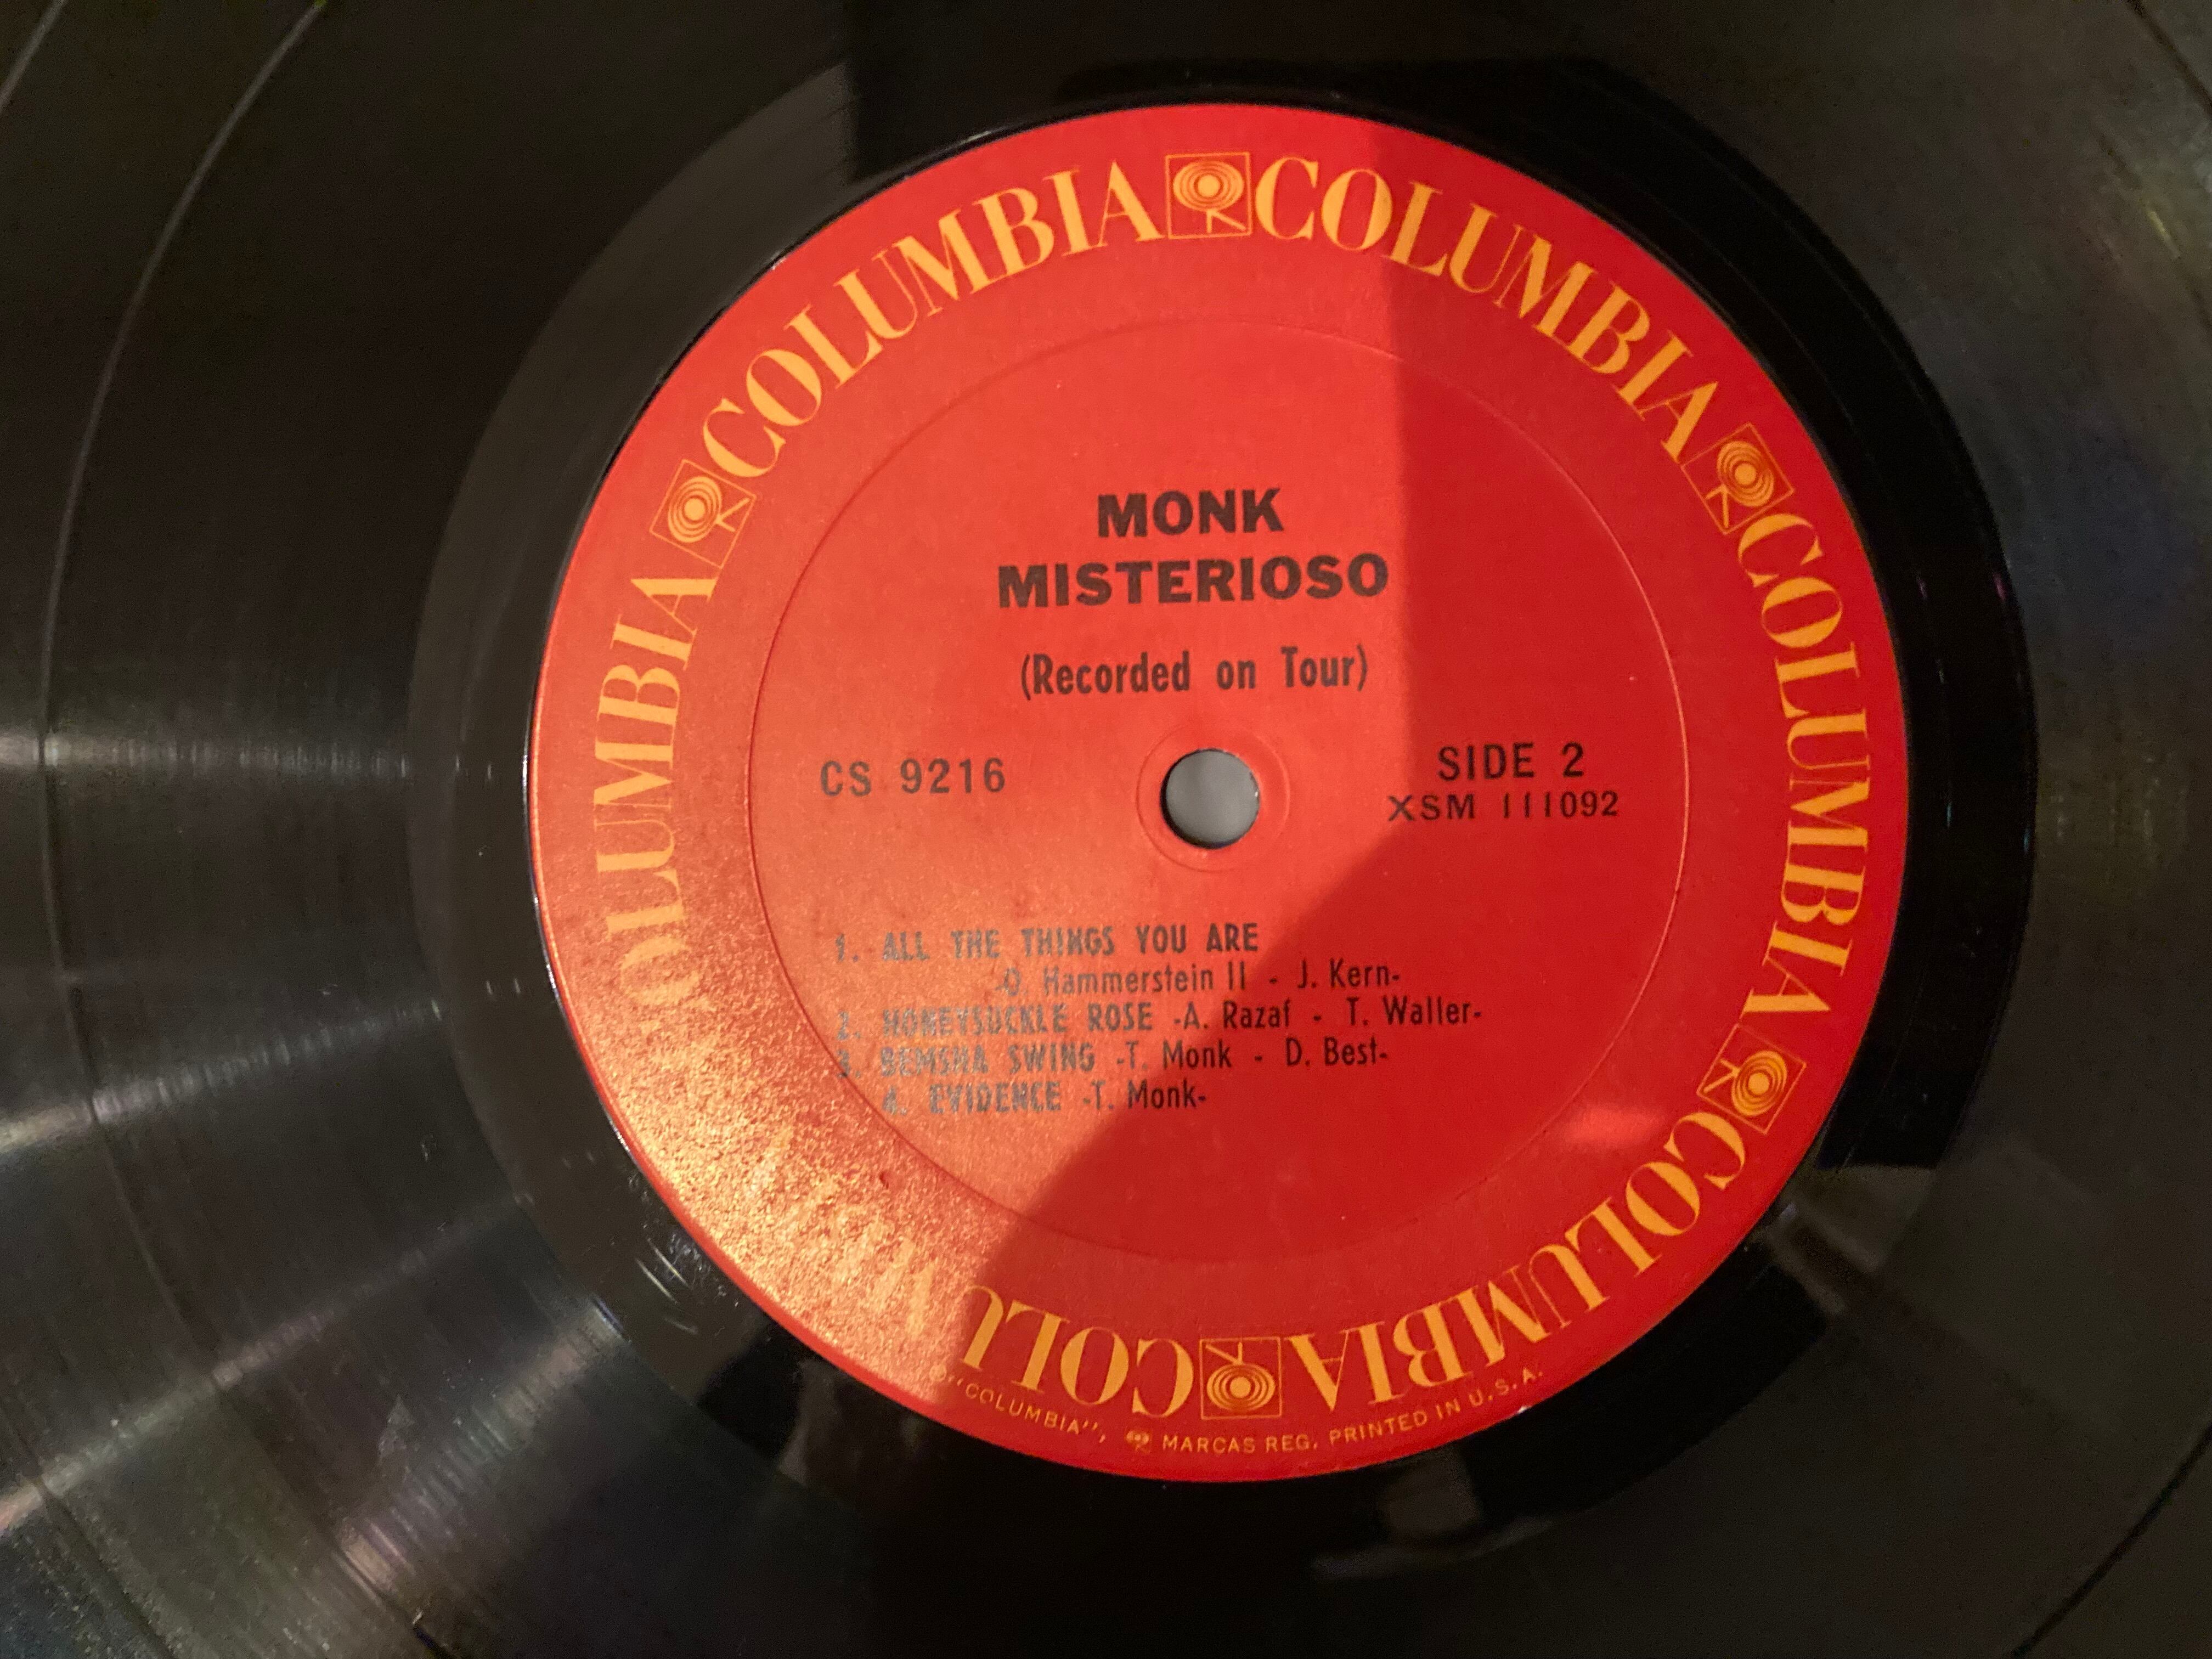 COLUMBIA COLUMBIA COLUMBIA COLUMBIA COLUMBIA COLUMBIA
MONK
MISTERIOSO
(Recorded on Tour)
CS 9216
SIDE 2
XSM 111092
1. ALL THE THINGS YOU ARE
-O. Hammerstein II - J. Kern-
2. HONEYSUCKLE ROSE -A. Razaf - T. Waller-
3. BEMSHA SWING -T. Monk - D. Best-
4. EVIDENCE -T. Monk-
"COLUMBIA", MARCAS REG. PRINTED IN U.S.A.